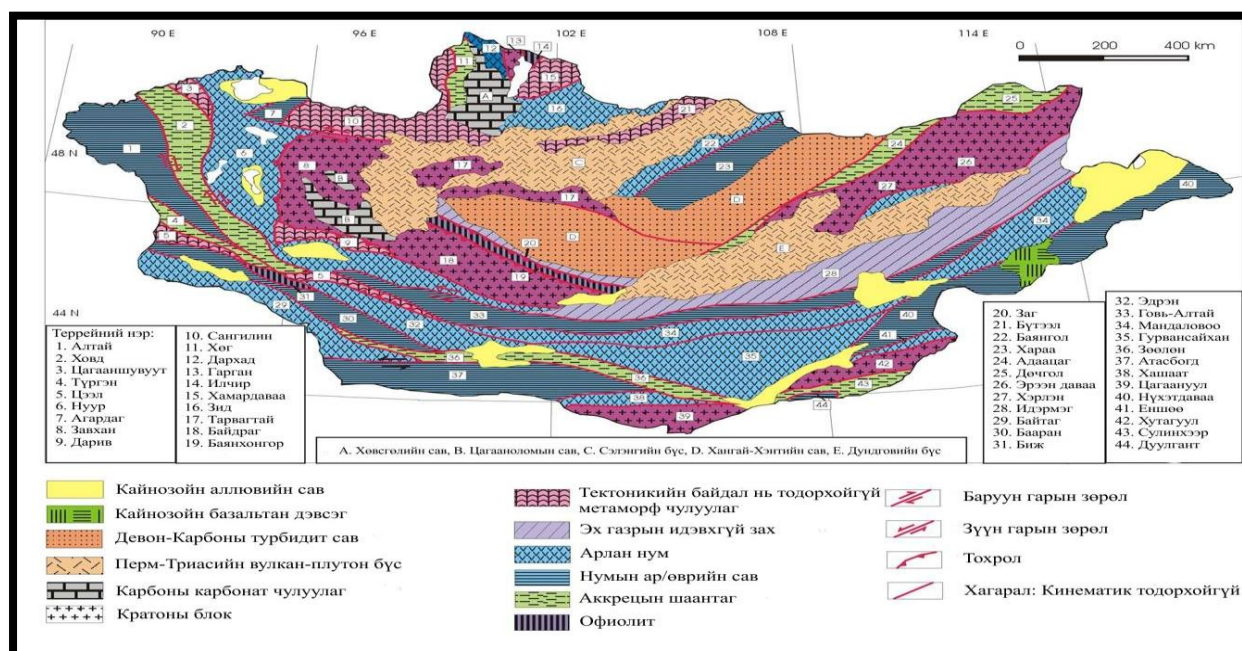 90 E 96 E 102 E 108 E 114 E
0 200 400 km
48 N
44 N
Террейний нэр:
1. Алтай
2. Ховд
3. Цагааншувуут
4. Түргэн
5. Цээл
6. Нуур
7. Агардаг
8. Завхан
9. Дарив
10. Сангилин
11. Хөг
12. Дархад
13. Гарган
14. Илчир
15. Хамардаваа
16. Зид
17. Тарвагтай
18. Байдраг
19. Баянхонгор
20. Заг
21. Бүтээл
22. Баянгол
23. Хараа
24. Адаацаг
25. Дочгол
26. Эрээн даваа
27. Хэрлэн
28. Идэрмэг
29. Байтаг
30. Бааран
31. Биж
32. Эдрэн
33. Говь-Алтай
34. Мандаловоо
35. Гурвансайхан
36. Зөөлөн
37. Атасбогд
38. Хашаат
39. Цагаануул
40. Нүхэтдаваа
41. Еншөө
42. Хутагуул
43. Сулинхээр
44. Дуулгант
А. Хөвсгөлийн сав, В. Цагааноломын сав, С. Сэлэнгийн бүс, D. Хангай-Хэнтийн сав, Е. Дундговийн бүс
Кайнозойн аллювийн сав
Кайнозойн базальтан дэвсэг
Девон-Карбоны турбидит сав
Перм-Триасийн вулкан-плутон бүс
Карбоны карбонат чулуулаг
Кратоны блок
Тектоникийн байдал нь тодорхойгүй
метаморф чулуулаг
Эх газрын идэвхгүй зах
Арлан нум
Нумын ар/өврийн сав
Аккрецын шаантаг
Офиолит
Баруун гарын зөрөл
Зүүн гарын зөрөл
Тохрол
Хагарал: Кинематик тодорхойгүй